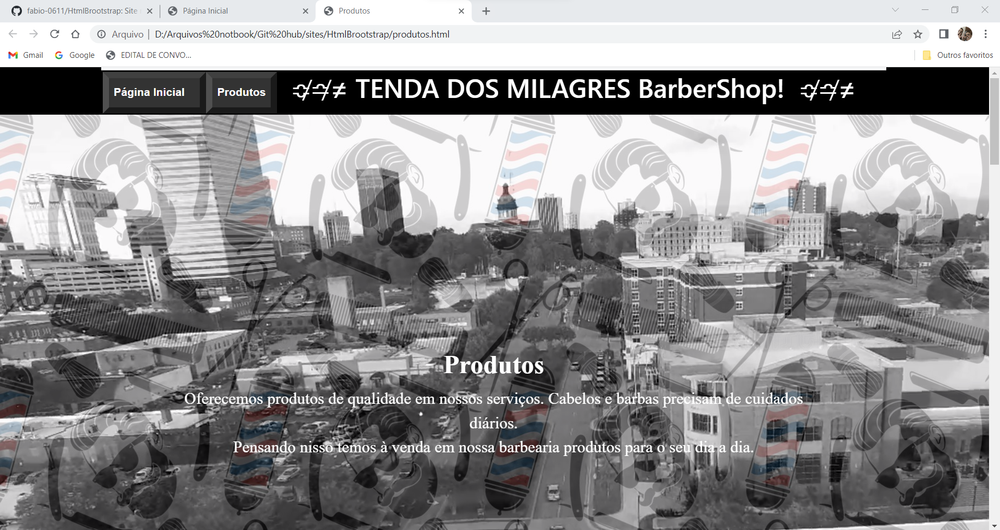 fabio-0611/HtmlBrootstrap: Site
Página Inicial
Produtos
Arquivo | D:/Arquivos%20notbook/Git%20hub/sites/HtmlBrootstrap/produtos.html
Gmail
Google
EDITAL DE CONVO...
Outros favoritos
Página Inicial
Produtos
TENDA DOS MILAGRES BarberShop!
Produtos
Oferecemos produtos de qualidade em nossos serviços. Cabelos e barbas precisam de cuidados
diários.
Pensando nisso temos à venda em nossa barbearia produtos para o seu dia a dia.